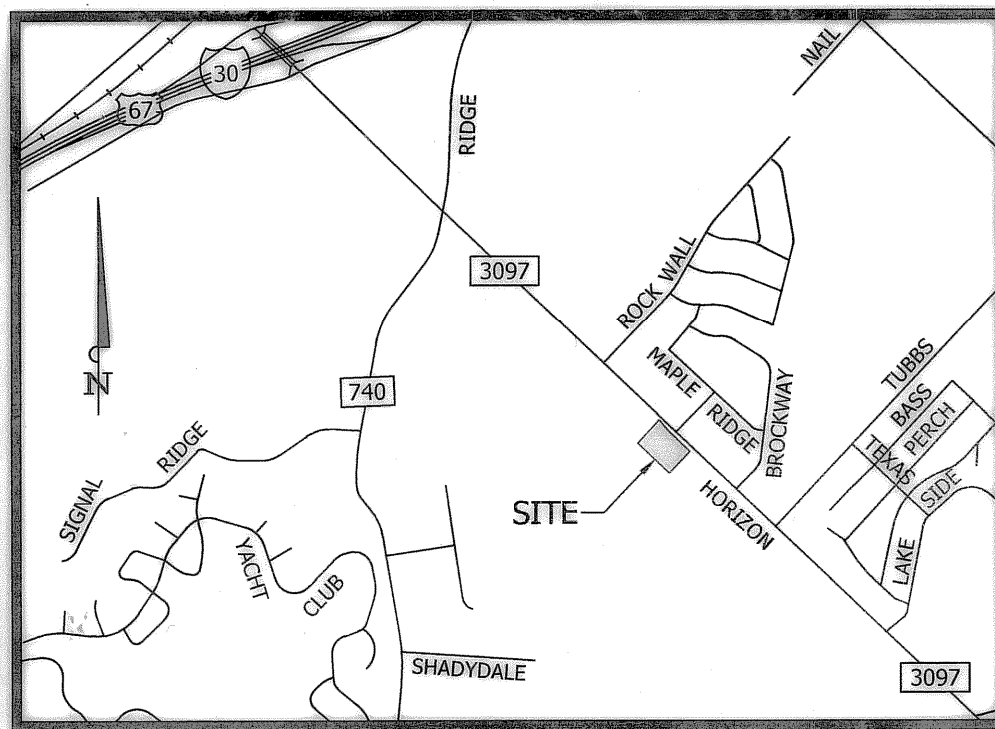 30
67
RIDGE
NAIL
3097
ROCK WALL
740
MAPLE RIDGE
BROCKWAY
TUBBS
BASS
PERCH
TEXAS
SIDE
LAKE
SIGNAL RIDGE
N
SITE
HORIZON
YACHT CLUB
SHADYDALE
3097